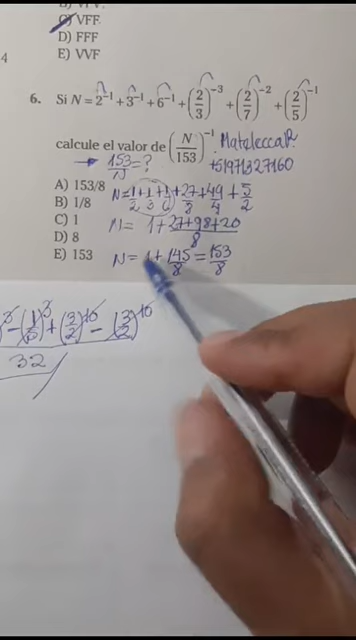 C) VFF
D) FFF
E) VVF
4
6. Si N = 2⁻¹ + 3⁻¹ + 6⁻¹ + (2/3)⁻³ + (2/7)⁻² + (2/5)⁻¹
calcule el valor de (N/153)⁻¹ MateleccaR.
→ 153/N = ? +51971327160
A) 153/8 N = 1/2 + 1/3 + 1/6 + 27/8 + 49/4 + 5/2
B) 1/8
C) 1 N = 1 + 27+98+20/8
D) 8
E) 153 N = 1 + 145/8 = 153/8
32